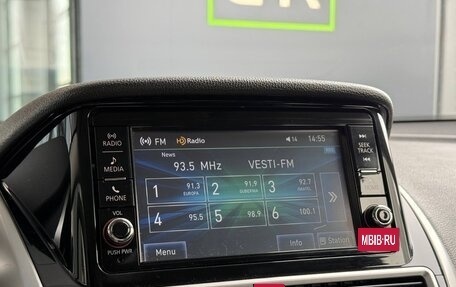 RADIO
MEDIA
PHONE
VOL
PUSH PWR
FM HD Radio 14 14:55
News
93.5 MHz VESTI-FM
1 91.3 EUROPA 2 91.9 GUBERNIA 3 92.7
4 95.5 5 98.9 6 100.1
Menu Info Station
SEEK
TRACK
MBIB.RU